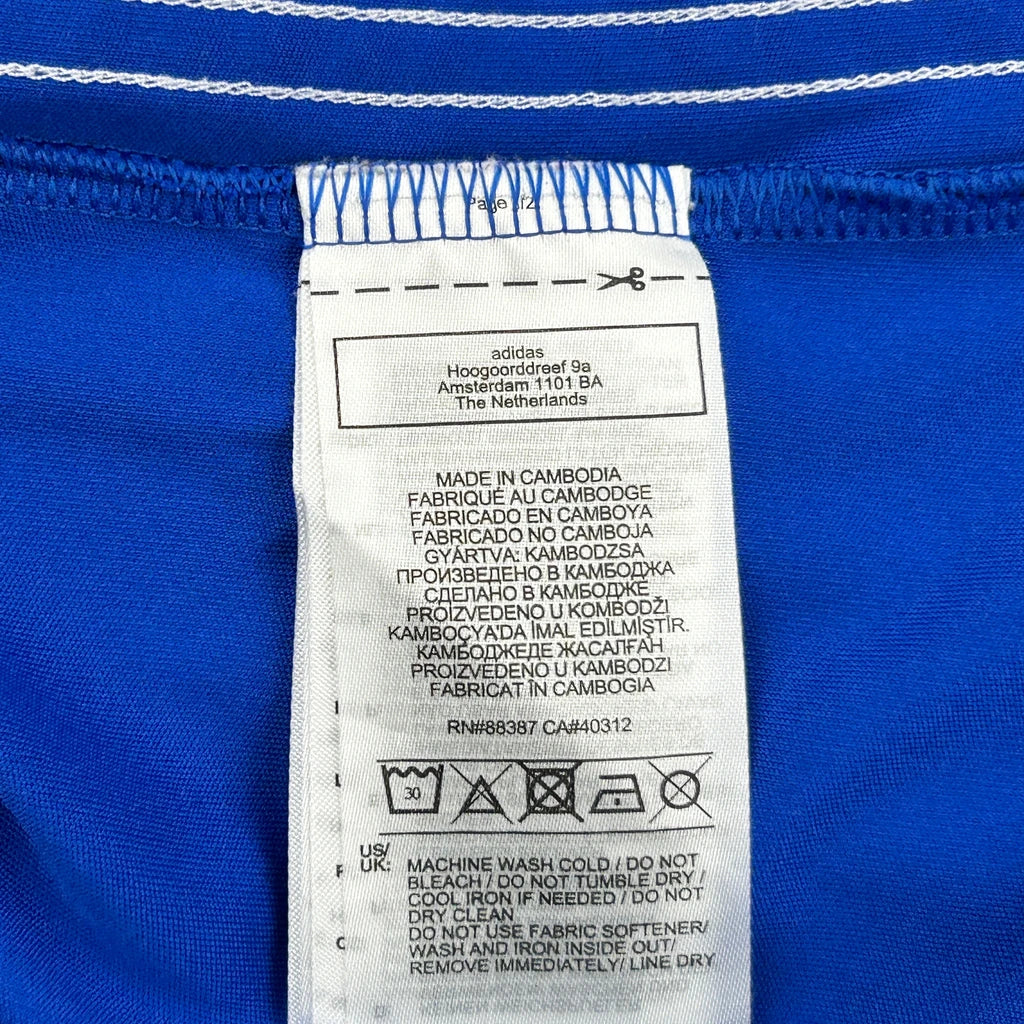 Page
adidas
Hoogoorddreef 9a
Amsterdam 1101 BA
The Netherlands
MADE IN CAMBODIA
FABRIQUÉ AU CAMBODGE
FABRICADO EN CAMBOYA
FABRICADO NO CAMBOJA
GYÁRTVA: KAMBODZSA
ПРОИЗВЕДЕНО В КАМБОДЖА
СДЕЛАНО В КАМБОДЖЕ
PROIZVEDENO U KOMBODŽI
KAMBOÇYA'DA İMAL EDİLMİŞTİR.
КАМБОДЖЕДЕ ЖАСАЛҒАН
PROIZVEDENO U KAMBODZI
FABRICAT ÎN CAMBOGIA
RN#88387 CA#40312
30
US/
UK:
MACHINE WASH COLD / DO NOT
BLEACH / DO NOT TUMBLE DRY /
COOL IRON IF NEEDED / DO NOT
DRY CLEAN
DO NOT USE FABRIC SOFTENER/
WASH AND IRON INSIDE OUT/
REMOVE IMMEDIATELY/ LINE DRY